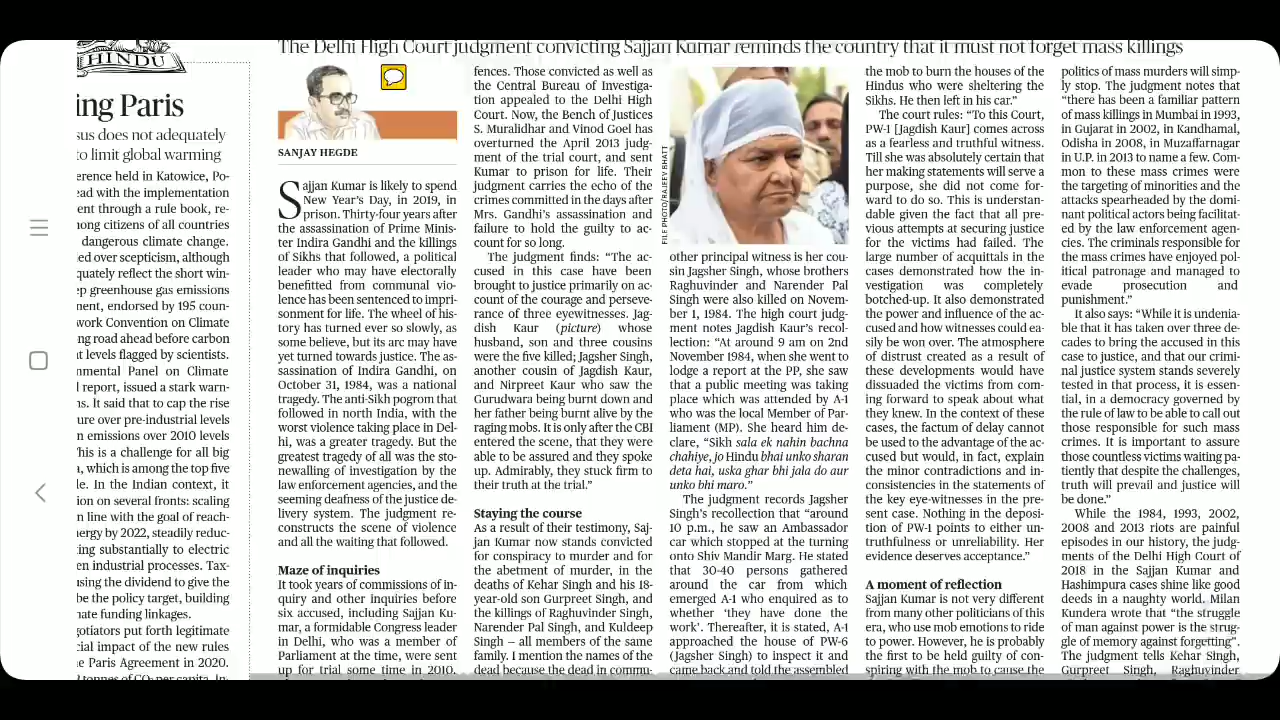 The Delhi High Court judgment convicting Sajjan Kumar reminds the country that it must not forget mass killings
HINDU
ing Paris
sus does not adequately
to limit global warming
erence held in Katowice, Po-
ead with the implementation
ent through a rule book, re-
nong citizens of all countries
dangerous climate change.
ed over scepticism, although
quately reflect the short win-
ep greenhouse gas emissions
nent, endorsed by 195 coun-
work Convention on Climate
ng road ahead before carbon
at levels flagged by scientists.
nmental Panel on Climate
l report, issued a stark warn-
ns. It said that to cap the rise
ure over pre-industrial levels
n emissions over 2010 levels
This is a challenge for all big
a, which is among the top five
le. In the Indian context, it
ion on several fronts: scaling
n line with the goal of reach-
nergy by 2022, steadily reduc-
cing substantially to electric
en industrial processes. Tax-
using the dividend to give the
be the policy target, building
nate funding linkages.
gotiators put forth legitimate
cial impact of the new rules
e Paris Agreement in 2020.
2 tonnes of CO2 per capita, In-
SANJAY HEGDE
Sajjan Kumar is likely to spend
New Year's Day, in 2019, in
prison. Thirty-four years after
the assassination of Prime Minis-
ter Indira Gandhi and the killings
of Sikhs that followed, a political
leader who may have electorally
benefitted from communal vio-
lence has been sentenced to impri-
sonment for life. The wheel of his-
tory has turned ever so slowly, as
some believe, but its arc may have
yet turned towards justice. The as-
sassination of Indira Gandhi, on
October 31, 1984, was a national
tragedy. The anti-Sikh pogrom that
followed in north India, with the
worst violence taking place in Del-
hi, was a greater tragedy. But the
greatest tragedy of all was the sto-
newalling of investigation by the
law enforcement agencies, and the
seeming deafness of the justice de-
livery system. The judgment re-
constructs the scene of violence
and all the waiting that followed.
Maze of inquiries
It took years of commissions of in-
quiry and other inquiries before
six accused, including Sajjan Ku-
mar, a formidable Congress leader
in Delhi, who was a member of
Parliament at the time, were sent
up for trial some time in 2010.
fences. Those convicted as well as
the Central Bureau of Investiga-
tion appealed to the Delhi High
Court. Now, the Bench of Justices
S. Muralidhar and Vinod Goel has
overturned the April 2013 judg-
ment of the trial court, and sent
Kumar to prison for life. Their
judgment carries the echo of the
crimes committed in the days after
Mrs. Gandhi's assassination and
failure to hold the guilty to ac-
count for so long.
The judgment finds: "The ac-
cused in this case have been
brought to justice primarily on ac-
count of the courage and perseve-
rance of three eyewitnesses. Jag-
dish Kaur (picture) whose
husband, son and three cousins
were the five killed; Jagsher Singh,
another cousin of Jagdish Kaur,
and Nirpreet Kaur who saw the
Gurudwara being burnt down and
her father being burnt alive by the
raging mobs. It is only after the CBI
entered the scene, that they were
able to be assured and they spoke
up. Admirably, they stuck firm to
their truth at the trial."
Staying the course
As a result of their testimony, Saj-
jan Kumar now stands convicted
for conspiracy to murder and for
the abetment of murder, in the
deaths of Kehar Singh and his 18-
year-old son Gurpreet Singh, and
the killings of Raghuvinder Singh,
Narender Pal Singh, and Kuldeep
Singh – all members of the same
family. I mention the names of the
dead because the dead in commu-
FILE PHOTO/RAJEEV BHATT
other principal witness is her cou-
sin Jagsher Singh, whose brothers
Raghuvinder and Narender Pal
Singh were also killed on Novem-
ber 1, 1984. The high court judg-
ment notes Jagdish Kaur's recol-
lection: "At around 9 am on 2nd
November 1984, when she went to
lodge a report at the PP, she saw
that a public meeting was taking
place which was attended by A-1
who was the local Member of Par-
liament (MP). She heard him de-
clare, "Sikh sala ek nahin bachna
chahiye, jo Hindu bhai unko sharan
deta hai, uska ghar bhi jala do aur
unko bhi maro."
The judgment records Jagsher
Singh's recollection that "around
10 p.m., he saw an Ambassador
car which stopped at the turning
onto Shiv Mandir Marg. He stated
that 30-40 persons gathered
around the car from which
emerged A-1 who enquired as to
whether 'they have done the
work'. Thereafter, it is stated, A-1
approached the house of PW-6
(Jagsher Singh) to inspect it and
came back and told the assembled
the mob to burn the houses of the
Hindus who were sheltering the
Sikhs. He then left in his car."
The court rules: "To this Court,
PW-1 [Jagdish Kaur] comes across
as a fearless and truthful witness.
Till she was absolutely certain that
her making statements will serve a
purpose, she did not come for-
ward to do so. This is understan-
dable given the fact that all pre-
vious attempts at securing justice
for the victims had failed. The
large number of acquittals in the
cases demonstrated how the in-
vestigation was completely
botched-up. It also demonstrated
the power and influence of the ac-
cused and how witnesses could ea-
sily be won over. The atmosphere
of distrust created as a result of
these developments would have
dissuaded the victims from com-
ing forward to speak about what
they knew. In the context of these
cases, the factum of delay cannot
be used to the advantage of the ac-
cused but would, in fact, explain
the minor contradictions and in-
consistencies in the statements of
the key eye-witnesses in the pre-
sent case. Nothing in the deposi-
tion of PW-1 points to either un-
truthfulness or unreliability. Her
evidence deserves acceptance."
A moment of reflection
Sajjan Kumar is not very different
from many other politicians of this
era, who use mob emotions to ride
to power. However, he is probably
the first to be held guilty of con-
spiring with the mob to cause the
politics of mass murders will simp-
ly stop. The judgment notes that
"there has been a familiar pattern
of mass killings in Mumbai in 1993,
in Gujarat in 2002, in Kandhamal,
Odisha in 2008, in Muzaffarnagar
in U.P. in 2013 to name a few. Com-
mon to these mass crimes were
the targeting of minorities and the
attacks spearheaded by the domi-
nant political actors being facilitat-
ed by the law enforcement agen-
cies. The criminals responsible for
the mass crimes have enjoyed pol-
itical patronage and managed to
evade prosecution and
punishment."
It also says: "While it is undenia-
ble that it has taken over three de-
cades to bring the accused in this
case to justice, and that our crimi-
nal justice system stands severely
tested in that process, it is essen-
tial, in a democracy governed by
the rule of law to be able to call out
those responsible for such mass
crimes. It is important to assure
those countless victims waiting pa-
tiently that despite the challenges,
truth will prevail and justice will
be done."
While the 1984, 1993, 2002,
2008 and 2013 riots are painful
episodes in our history, the judg-
ments of the Delhi High Court of
2018 in the Sajjan Kumar and
Hashimpura cases shine like good
deeds in a naughty world. Milan
Kundera wrote that "the struggle
of man against power is the strug-
gle of memory against forgetting".
The judgment tells Kehar Singh,
Gurpreet Singh, Raghuvinder